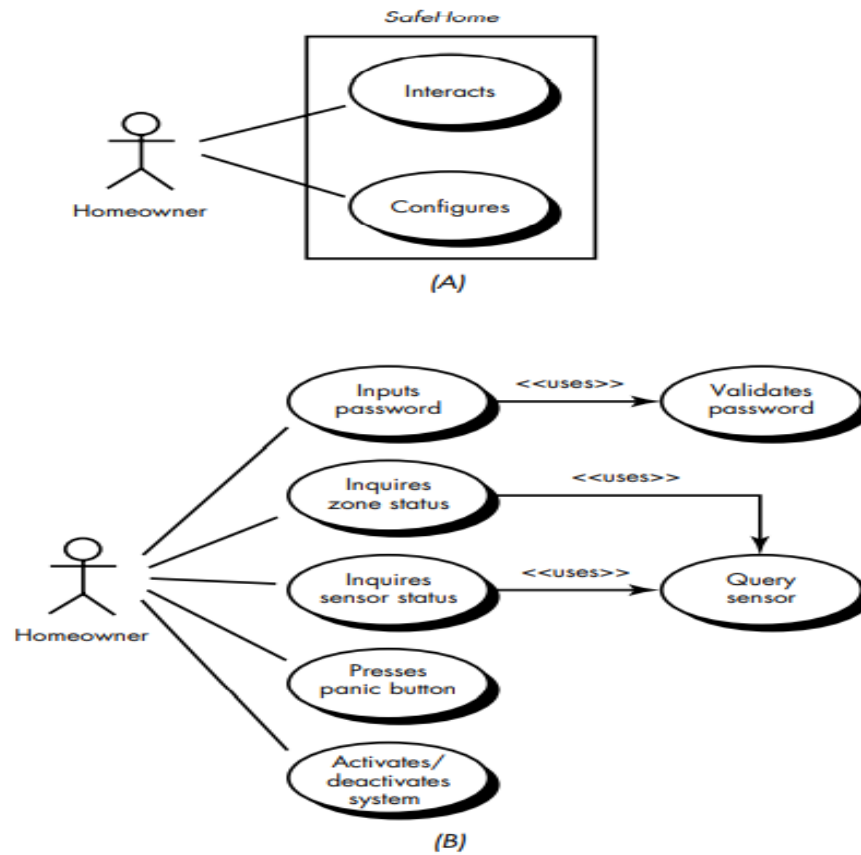 SafeHome
Interacts
Homeowner
Configures
(A)
Inputs
password
<<uses>>
Validates
password
Inquires
zone status
<<uses>>
Inquires
sensor status
<<uses>>
Query
sensor
Homeowner
Presses
panic button
Activates/
deactivates
system
(B)